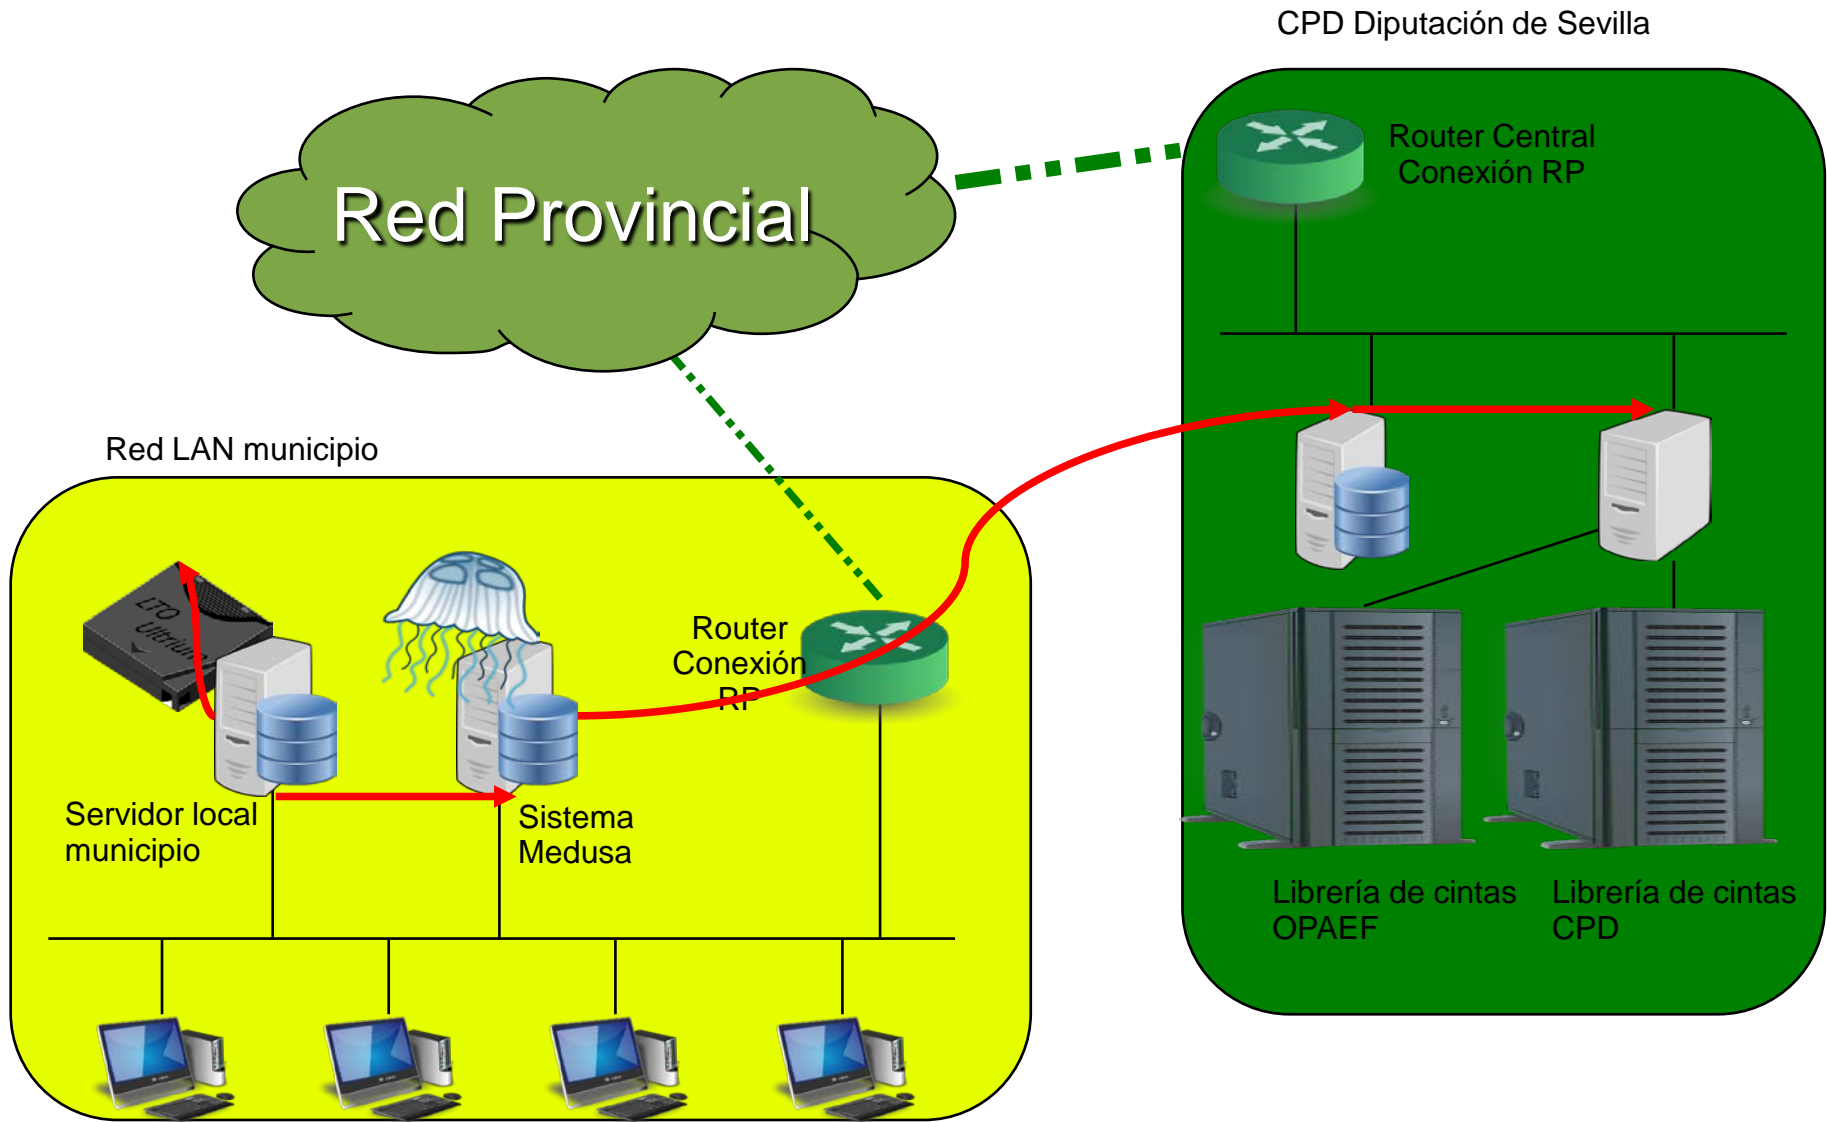 CPD Diputación de Sevilla
Router Central
Conexión RP
Red Provincial
Red LAN municipio
LTO
Ultrium
Router
Conexión
RP
Servidor local
municipio
Sistema
Medusa
Librería de cintas
OPAEF
Librería de cintas
CPD